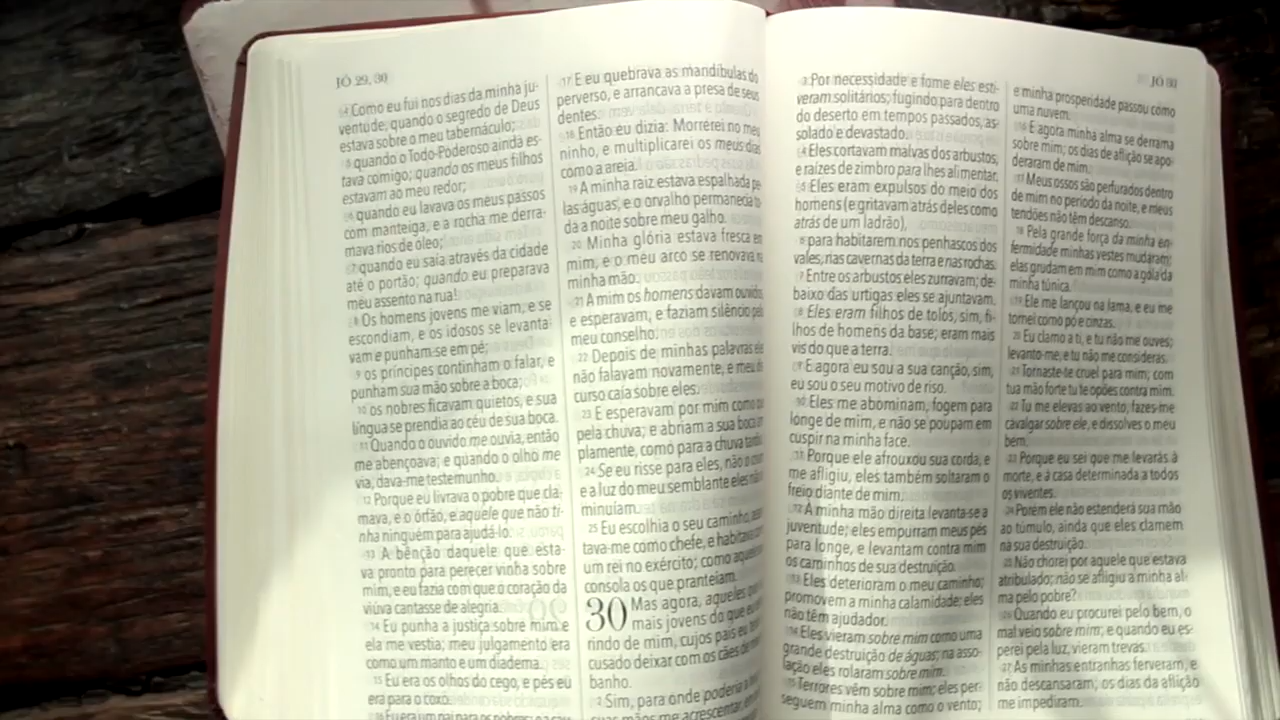 JÓ 29, 30
4 Como eu fui nos dias da minha ju-
ventude, quando o segredo de Deus
estava sobre o meu tabernáculo;
5 quando o Todo-Poderoso ainda es-
tava comigo; quando os meus filhos
estavam ao meu redor;
6 quando eu lavava os meus passos
com manteiga, e a rocha me derra-
mava rios de óleo;
7 quando eu saía através da cidade
até o portão; quando eu preparava
meu assento na rua!
8 Os homens jovens me viam, e se
escondiam, e os idosos se levanta-
vam e punham-se em pé;
9 os príncipes continham o falar, e
punham sua mão sobre a boca;
10 os nobres ficavam quietos, e sua
língua se prendia ao céu de sua boca.
11 Quando o ouvido me ouvia, então
me abençoava; e quando o olho me
via, dava-me testemunho.
12 Porque eu livrava o pobre que cla-
mava, e o órfão, e aquele que não ti-
nha ninguém para ajudá-lo.
13 A bênção daquele que esta-
va pronto para perecer vinha sobre
mim, e eu fazia com que o coração da
viúva cantasse de alegria.
14 Eu punha a justiça sobre mim e
ela me vestia; meu julgamento era
como um manto e um diadema.
15 Eu era os olhos do cego, e pés eu
era para o coxo.
16 Eu era um pai para os pobres;
17 E eu quebrava as mandíbulas do
perverso, e arrancava a presa de seus
dentes.
18 Então eu dizia: Morrerei no meu
ninho, e multiplicarei os meus dias
como a areia.
19 A minha raiz estava espalhada pe-
las águas, e o orvalho permanecia to-
da a noite sobre meu galho.
20 Minha glória estava fresca em
mim, e o meu arco se renovava na
minha mão.
21 A mim os homens davam ouvido,
e esperavam, e faziam silêncio pelo
meu conselho.
22 Depois de minhas palavras eles
não falavam novamente, e meu dis-
curso caía sobre eles.
23 E esperavam por mim como que
pela chuva; e abriam a sua boca am-
plamente, como para a chuva tardia.
24 Se eu risse para eles, não o criam
e a luz do meu semblante eles não di-
minuíam.
25 Eu escolhia o seu caminho,
tava-me como chefe, e habitava como
um rei no exército; como aquele que
consola os que pranteiam.
30 Mas agora, aqueles que são
mais jovens do que eu
rindo de mim, cujos pais eu
cusado deixar com os cães do meu re-
banho.
2 Sim, para onde poderia a
suas mãos me acrescentar, em
3 Por necessidade e fome eles esti-
veram solitários; fugindo para dentro
do deserto em tempos passados, as-
solado e devastado.
4 Eles cortavam malvas dos arbustos,
e raízes de zimbro para lhes alimentar.
5 Eles eram expulsos do meio dos
homens (e gritavam atrás deles como
atrás de um ladrão),
6 para habitarem nos penhascos dos
vales, nas cavernas da terra e nas rochas.
7 Entre os arbustos eles zurravam; de-
baixo das urtigas eles se ajuntavam.
8 Eles eram filhos de tolos, sim, fi-
lhos de homens da base; eram mais
vis do que a terra.
9 E agora eu sou a sua canção, sim,
eu sou o seu motivo de riso.
10 Eles me abominam, fogem para
longe de mim, e não se poupam em
cuspir na minha face.
11 Porque ele afrouxou sua corda, e
me afligiu, eles também soltaram o
freio diante de mim.
12 A minha mão direita levanta-se a
juventude; eles empurram meus pés
para longe, e levantam contra mim
os caminhos de sua destruição.
13 Eles deterioram o meu caminho;
promovem a minha calamidade; eles
não têm ajudador.
14 Eles vieram sobre mim como uma
grande destruição de águas; na asso-
lação eles rolaram sobre mim.
15 Terrores vêm sobre mim; eles per-
seguem minha alma como o vento;
JÓ 30
e minha prosperidade passou como
uma nuvem.
16 E agora minha alma se derrama
sobre mim; os dias de aflição se apo-
deraram de mim.
17 Meus ossos são perfurados dentro
de mim no período da noite, e meus
tendões não têm descanso.
18 Pela grande força da minha en-
fermidade minhas vestes mudaram;
elas grudam em mim como a gola da
minha túnica.
19 Ele me lançou na lama, e eu me
tornei como pó e cinzas.
20 Eu clamo a ti, e tu não me ouves;
levanto-me, e tu não me consideras.
21 Tornaste-te cruel para mim; com
tua mão forte tu te opões contra mim.
22 Tu me elevas ao vento, fazes-me
cavalgar sobre ele, e dissolves o meu
bem.
23 Porque eu sei que me levarás à
morte, e à casa determinada a todos
os viventes.
24 Porém ele não estenderá sua mão
ao túmulo, ainda que eles clamem
na sua destruição.
25 Não chorei por aquele que estava
atribulado; não se afligiu a minha al-
ma pelo pobre?
26 Quando eu procurei pelo bem, o
mal veio sobre mim; e quando eu es-
perei pela luz, vieram trevas.
27 As minhas entranhas ferveram, e
não descansaram; os dias da aflição
me impediram.